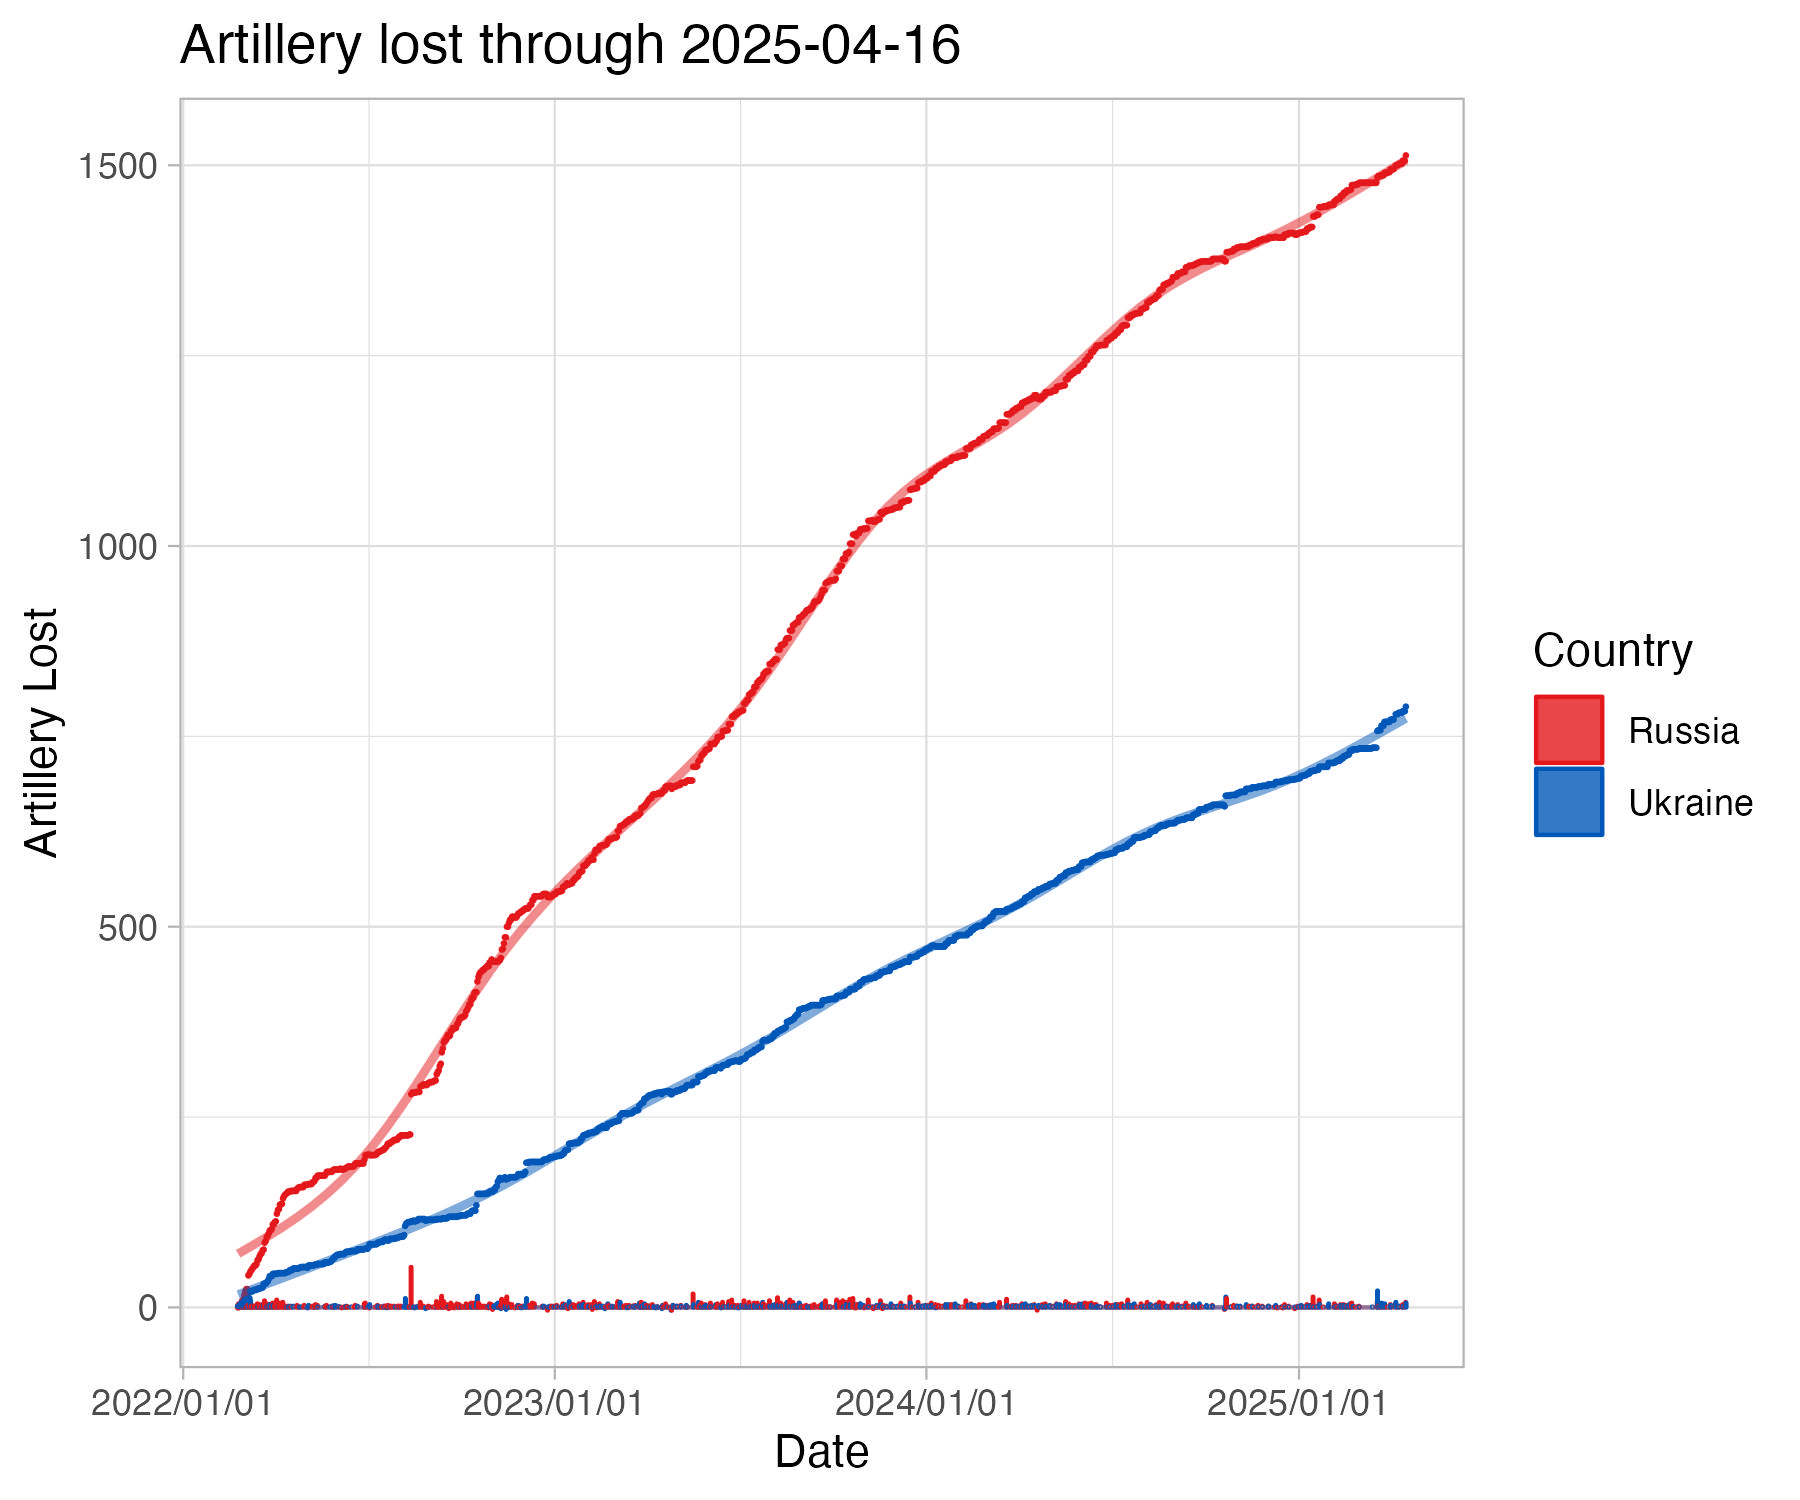 Artillery lost through 2025-04-16
Artillery Lost
1500
1000
500
0
2022/01/01
2023/01/01
2024/01/01
2025/01/01
Date
Country
Russia
Ukraine